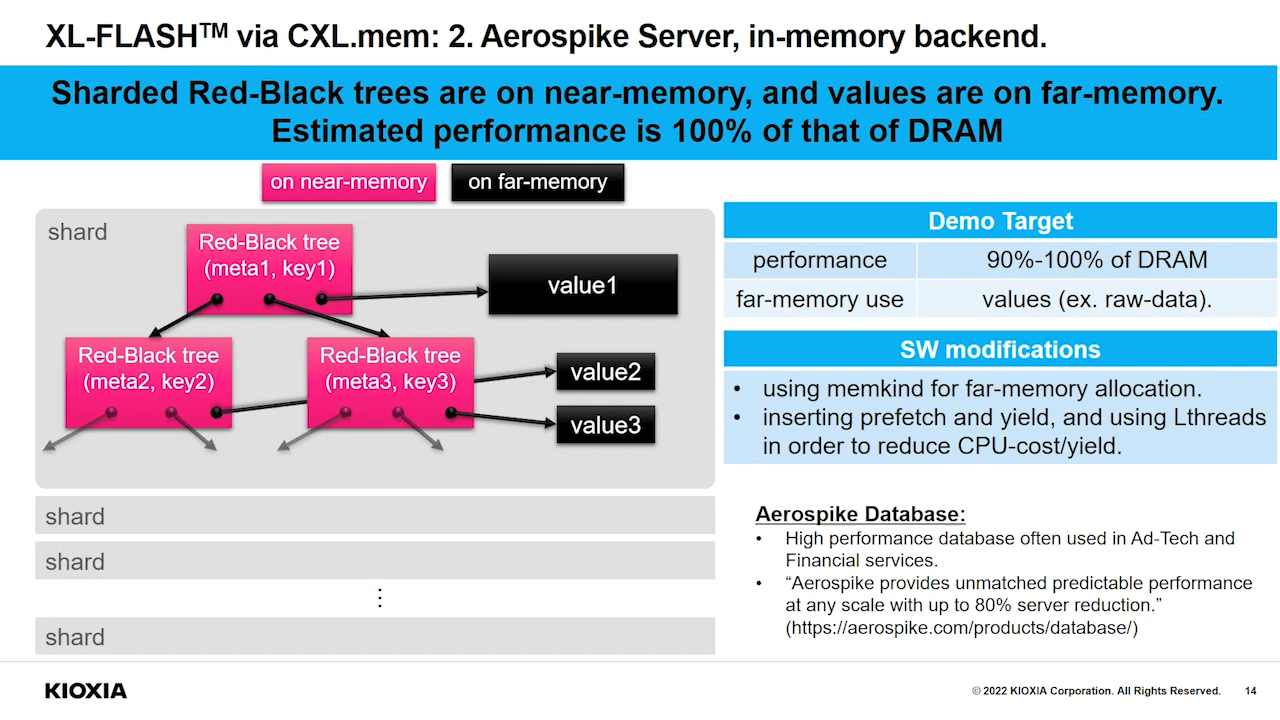 XL-FLASH™ via CXL.mem: 2. Aerospike Server, in-memory backend.
Sharded Red-Black trees are on near-memory, and values are on far-memory.
Estimated performance is 100% of that of DRAM
on near-memory
on far-memory
shard
Red-Black tree
(meta1, key1)
value1
Red-Black tree
(meta2, key2)
Red-Black tree
(meta3, key3)
value2
value3
shard
shard
⋮
shard
Demo Target
performance 90%-100% of DRAM
far-memory use values (ex. raw-data).
SW modifications
• using memkind for far-memory allocation.
• inserting prefetch and yield, and using Lthreads
in order to reduce CPU-cost/yield.
Aerospike Database:
• High performance database often used in Ad-Tech and
Financial services.
• “Aerospike provides unmatched predictable performance
at any scale with up to 80% server reduction.”
(https://aerospike.com/products/database/)
KIOXIA
© 2022 KIOXIA Corporation. All Rights Reserved. 14